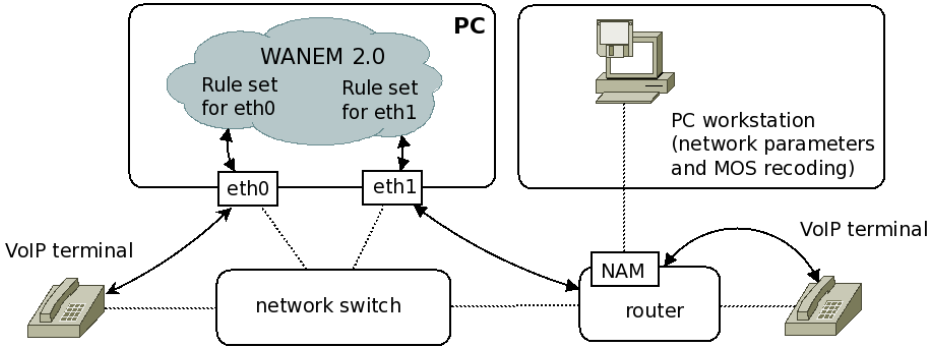 PC
WANEM 2.0
Rule set
for eth0
Rule set
for eth1
eth0
eth1
PC workstation
(network parameters
and MOS recoding)
VoIP terminal
VoIP terminal
NAM
network switch
router